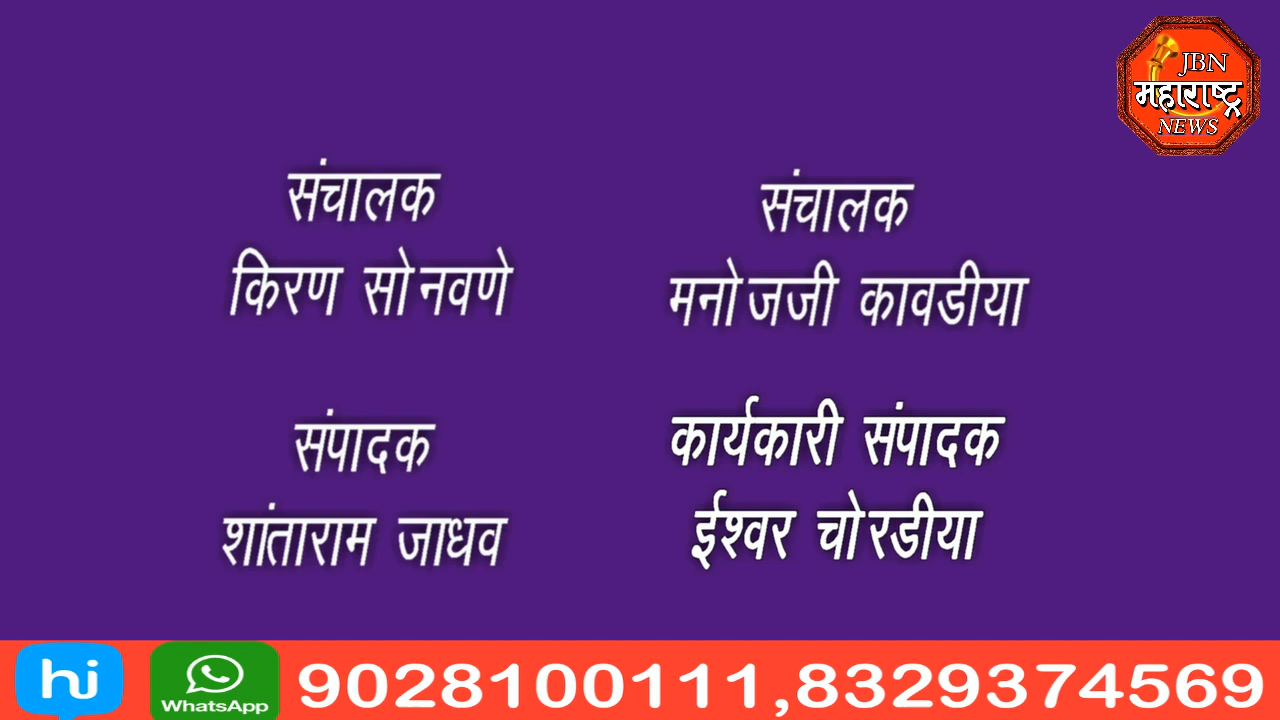 JBN
महाराष्ट्र
NEWS
संचालक
किरण सोनवणे
संचालक
मनोजजी कावडीया
संपादक
शांताराम जाधव
कार्यकारी संपादक
ईश्वर चोरडीया
hi
WhatsApp
9028100111,8329374569